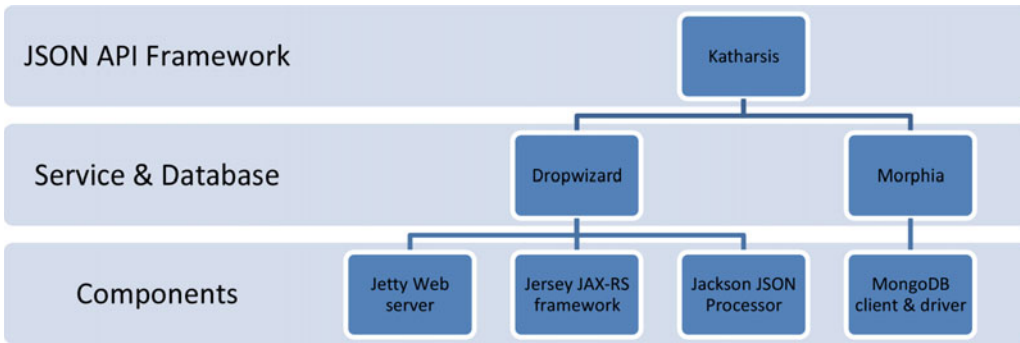 JSON API Framework
Katharsis
Service & Database
Dropwizard
Morphia
Components
Jetty Web
server
Jersey JAX-RS
framework
Jackson JSON
Processor
MongoDB
client & driver